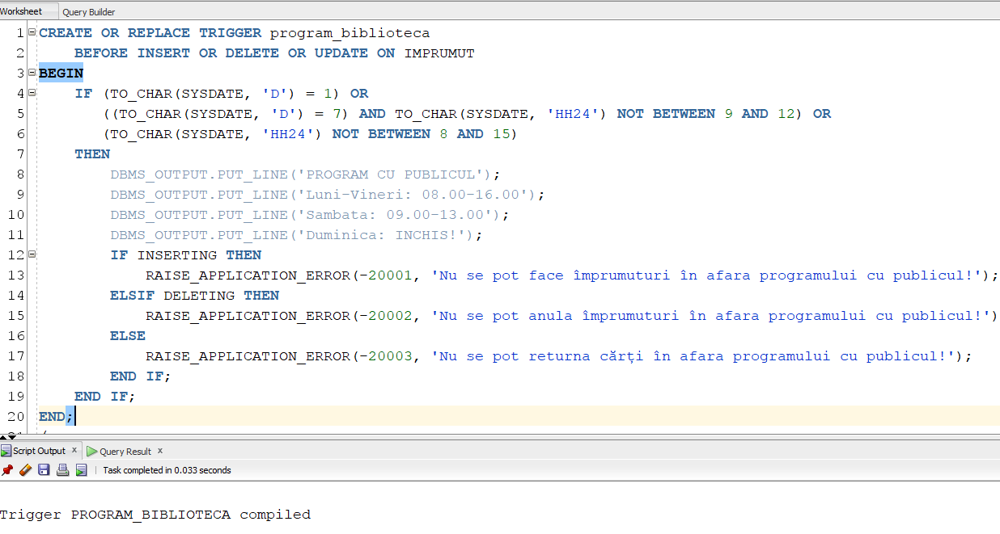 Worksheet Query Builder
1 CREATE OR REPLACE TRIGGER program_biblioteca
2 BEFORE INSERT OR DELETE OR UPDATE ON IMPRUMUT
3 BEGIN
4 IF (TO_CHAR(SYSDATE, 'D') = 1) OR
5 ((TO_CHAR(SYSDATE, 'D') = 7) AND TO_CHAR(SYSDATE, 'HH24') NOT BETWEEN 9 AND 12) OR
6 (TO_CHAR(SYSDATE, 'HH24') NOT BETWEEN 8 AND 15)
7 THEN
8 DBMS_OUTPUT.PUT_LINE('PROGRAM CU PUBLICUL');
9 DBMS_OUTPUT.PUT_LINE('Luni-Vineri: 08.00-16.00');
10 DBMS_OUTPUT.PUT_LINE('Sambata: 09.00-13.00');
11 DBMS_OUTPUT.PUT_LINE('Duminica: INCHIS!');
12 IF INSERTING THEN
13 RAISE_APPLICATION_ERROR(-20001, 'Nu se pot face împrumuturi în afara programului cu publicul!');
14 ELSIF DELETING THEN
15 RAISE_APPLICATION_ERROR(-20002, 'Nu se pot anula împrumuturi în afara programului cu publicul!')
16 ELSE
17 RAISE_APPLICATION_ERROR(-20003, 'Nu se pot returna cărți în afara programului cu publicul!');
18 END IF;
19 END IF;
20 END;
Script Output x Query Result x
Task completed in 0.033 seconds
Trigger PROGRAM_BIBLIOTECA compiled